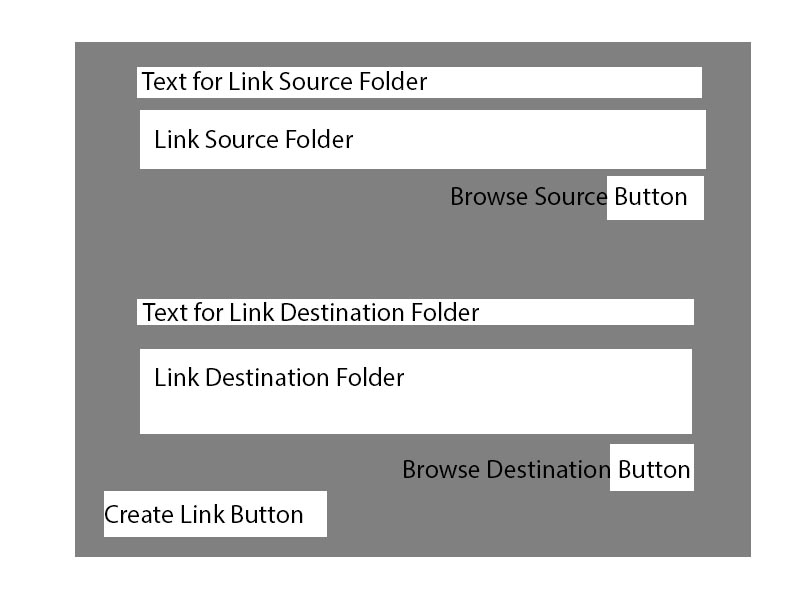 Text for Link Source Folder
Link Source Folder
Browse Source Button
Text for Link Destination Folder
Link Destination Folder
Browse Destination Button
Create Link Button